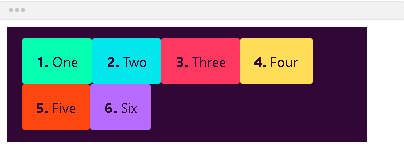 1. One 2. Two 3. Three 4. Four
5. Five 6. Six